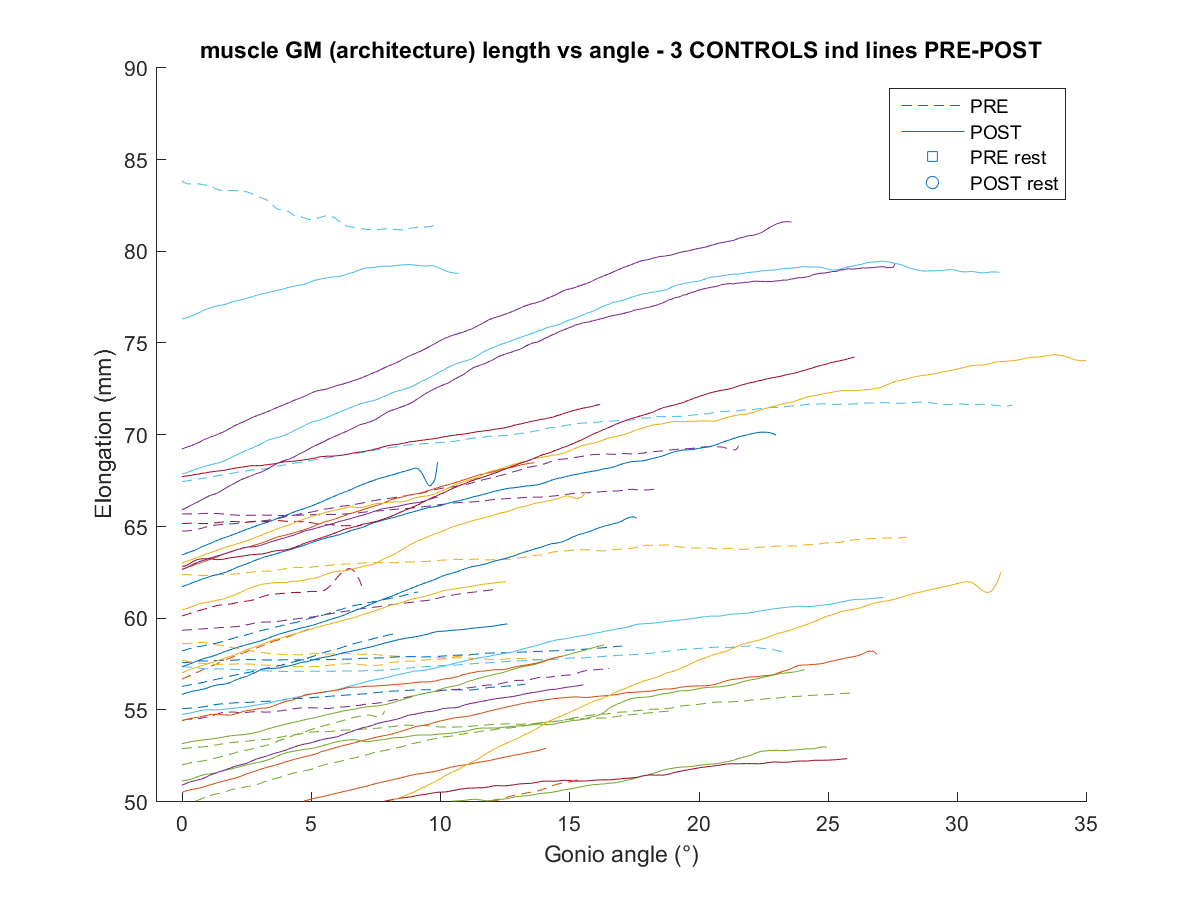 muscle GM (architecture) length vs angle - 3 CONTROLS ind lines PRE-POST
90
85
80
75
70
65
60
55
50
Elongation (mm)
PRE
POST
PRE rest
POST rest
0 5 10 15 20 25 30 35
Gonio angle (°)